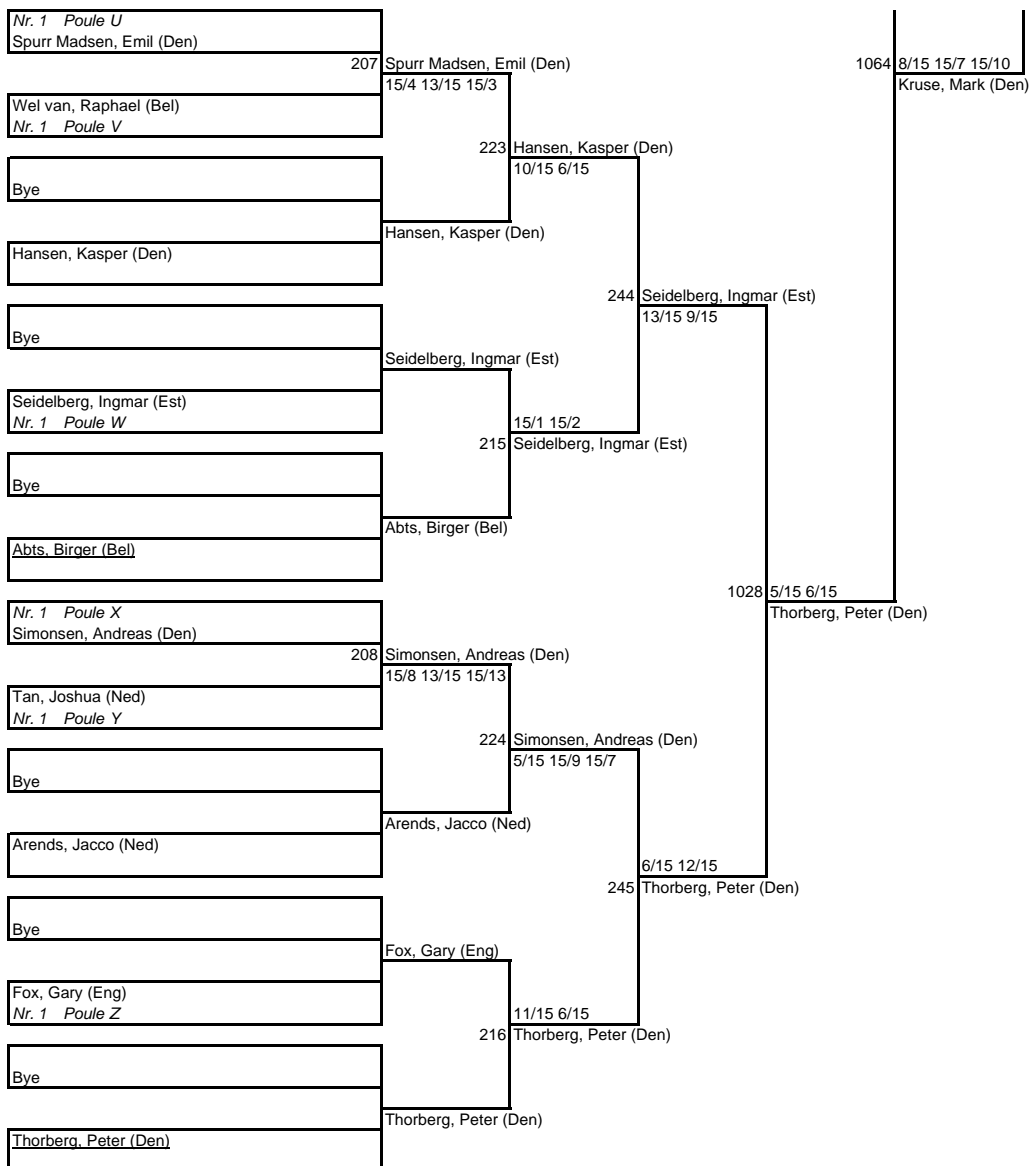 Nr. 1 Poule U
Spurr Madsen, Emil (Den)
207 Spurr Madsen, Emil (Den)
1064 8/15 15/7 15/10
15/4 13/15 15/3
Kruse, Mark (Den)
Wel van, Raphael (Bel)
Nr. 1 Poule V
223 Hansen, Kasper (Den)
10/15 6/15
Bye
Hansen, Kasper (Den)
Hansen, Kasper (Den)
244 Seidelberg, Ingmar (Est)
13/15 9/15
Bye
Seidelberg, Ingmar (Est)
Seidelberg, Ingmar (Est)
Nr. 1 Poule W
15/1 15/2
215 Seidelberg, Ingmar (Est)
Bye
Abts, Birger (Bel)
Abts, Birger (Bel)
1028 5/15 6/15
Thorberg, Peter (Den)
Nr. 1 Poule X
Simonsen, Andreas (Den)
208 Simonsen, Andreas (Den)
15/8 13/15 15/13
Tan, Joshua (Ned)
Nr. 1 Poule Y
224 Simonsen, Andreas (Den)
5/15 15/9 15/7
Bye
Arends, Jacco (Ned)
Arends, Jacco (Ned)
6/15 12/15
245 Thorberg, Peter (Den)
Bye
Fox, Gary (Eng)
Fox, Gary (Eng)
Nr. 1 Poule Z
11/15 6/15
216 Thorberg, Peter (Den)
Bye
Thorberg, Peter (Den)
Thorberg, Peter (Den)